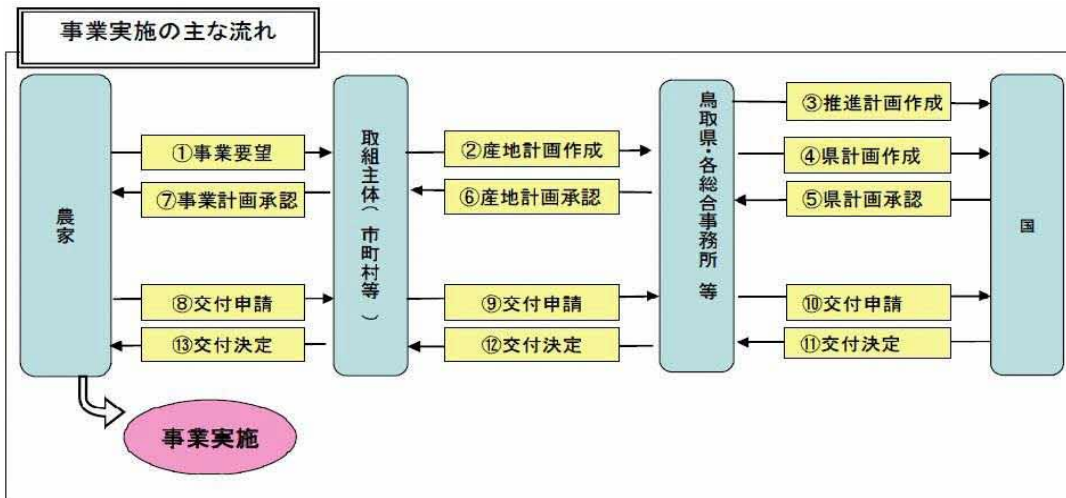 事業実施の主な流れ
農家
取組主体(市町村等)
鳥取県・各総合事務所 等
国
①事業要望
②産地計画作成
③推進計画作成
④県計画作成
⑤県計画承認
⑥産地計画承認
⑦事業計画承認
⑧交付申請
⑨交付申請
⑩交付申請
⑪交付決定
⑫交付決定
⑬交付決定
事業実施